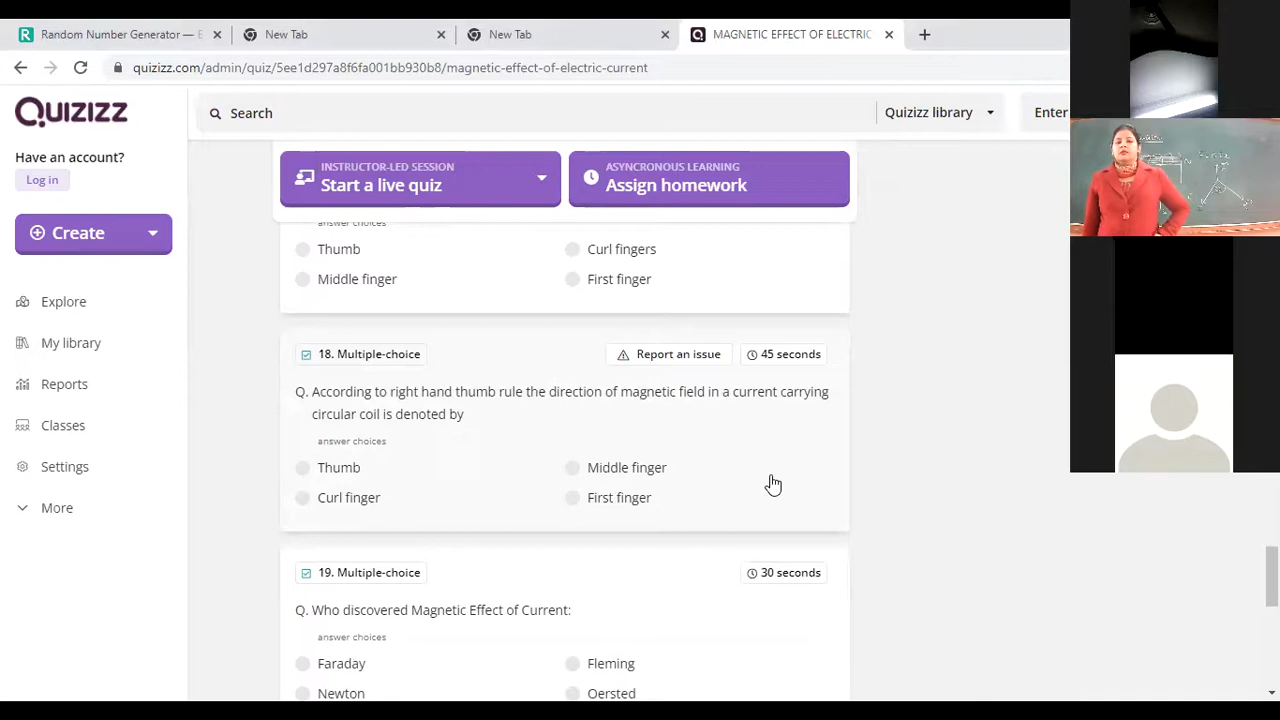 Random Number Generator — E
New Tab
New Tab
MAGNETIC EFFECT OF ELECTRIC
quizizz.com/admin/quiz/5ee1d297a8f6fa001bb930b8/magnetic-effect-of-electric-current
QUIZIZZ
Search
Quizizz library
Enter
Have an account?
Log in
Create
Explore
My library
Reports
Classes
Settings
More
INSTRUCTOR-LED SESSION
Start a live quiz
ASYNCRONOUS LEARNING
Assign homework
answer choices
Thumb
Curl fingers
Middle finger
First finger
18. Multiple-choice
Report an issue
45 seconds
Q. According to right hand thumb rule the direction of magnetic field in a current carrying
circular coil is denoted by
answer choices
Thumb
Middle finger
Curl finger
First finger
19. Multiple-choice
30 seconds
Q. Who discovered Magnetic Effect of Current:
answer choices
Faraday
Fleming
Newton
Oersted